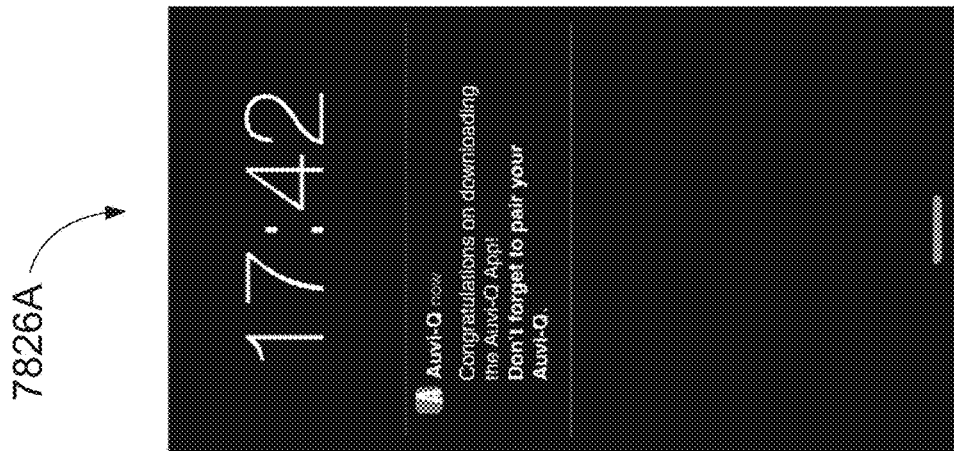 7826A
17:42
Auvi-Q now
Congratulations on downloading
the Auvi-Q App!
Don't forget to pair your
Auvi-Q.